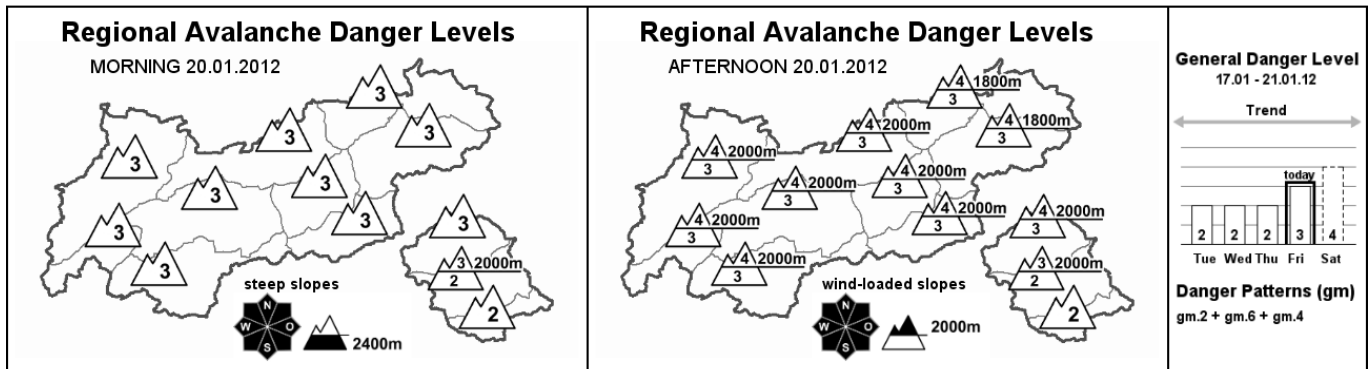 Regional Avalanche Danger Levels
MORNING 20.01.2012
3
3
3
3
3
3
3
3
3
3
3 2000m
2
2
steep slopes
N
W O
S
2400m
Regional Avalanche Danger Levels
AFTERNOON 20.01.2012
4 1800m
3
4 1800m
3
4 2000m
3
4 2000m
3
4 2000m
3
4 2000m
3
4 2000m
3
4 2000m
3
4 2000m
3
4 2000m
3
3 2000m
2
2
wind-loaded slopes
N
W O
S
2000m
General Danger Level
17.01 - 21.01.12
Trend
today
2 2 2 3 4
Tue Wed Thu Fri Sat
Danger Patterns (gm)
gm.2 + gm.6 + gm.4